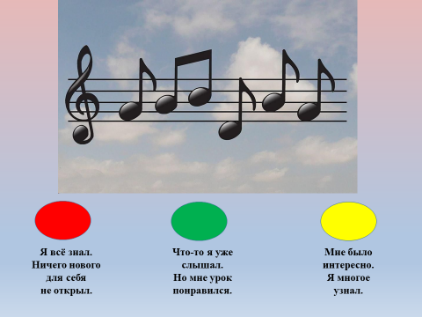 Я всё знал.
Ничего нового
для себя
не открыл.
Что-то я уже
слышал.
Но мне урок
понравился.
Мне было
интересно.
Я многое
узнал.